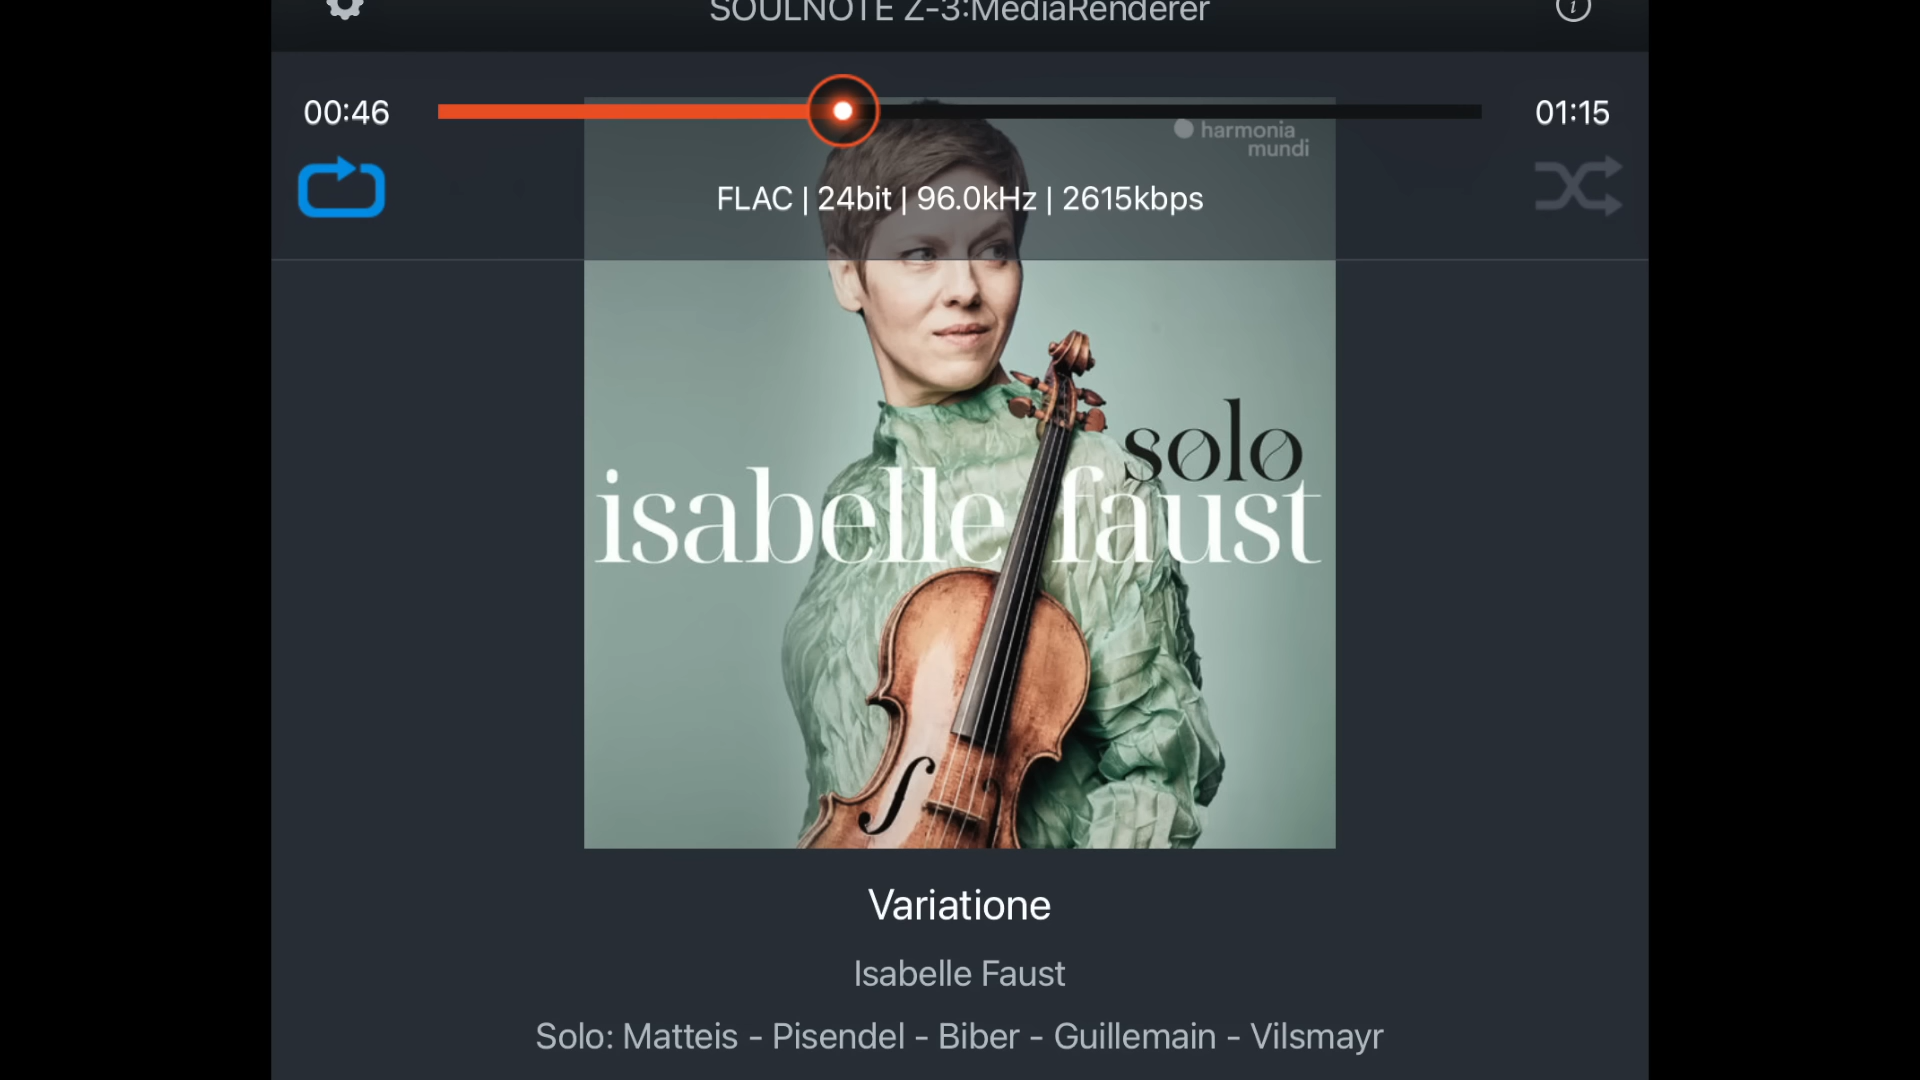 SOULNOTE Z-3:MediaRenderer
00:46
01:15
harmonia
mundi
FLAC | 24bit | 96.0kHz | 2615kbps
solo
isabelle faust
Variatione
Isabelle Faust
Solo: Matteis - Pisendel - Biber - Guillemain - Vilsmayr